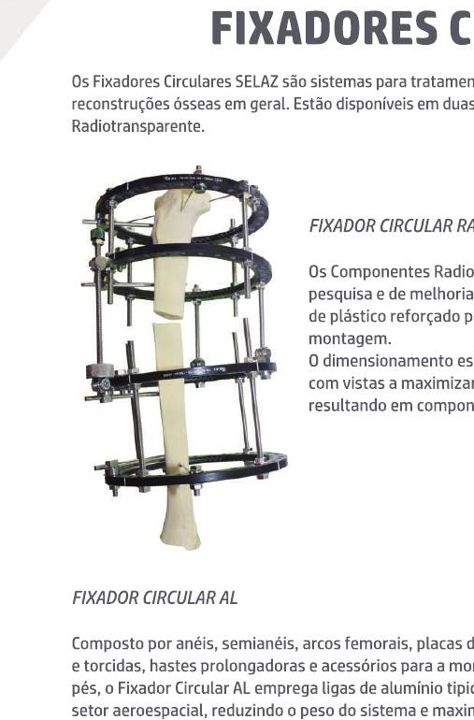 FIXADORES C
Os Fixadores Circulares SELAZ são sistemas para tratamen
reconstruções ósseas em geral. Estão disponíveis em duas
Radiotransparente.
FIXADOR CIRCULAR RA
Os Componentes Radio
pesquisa e de melhoria
de plástico reforçado p
montagem.
O dimensionamento es
com vistas a maximizar
resultando em compon
FIXADOR CIRCULAR AL
Composto por anéis, semianéis, arcos femorais, placas d
e torcidas, hastes prolongadoras e acessórios para a mon
pés, o Fixador Circular AL emprega ligas de alumínio tipic
setor aeroespacial, reduzindo o peso do sistema e maxim